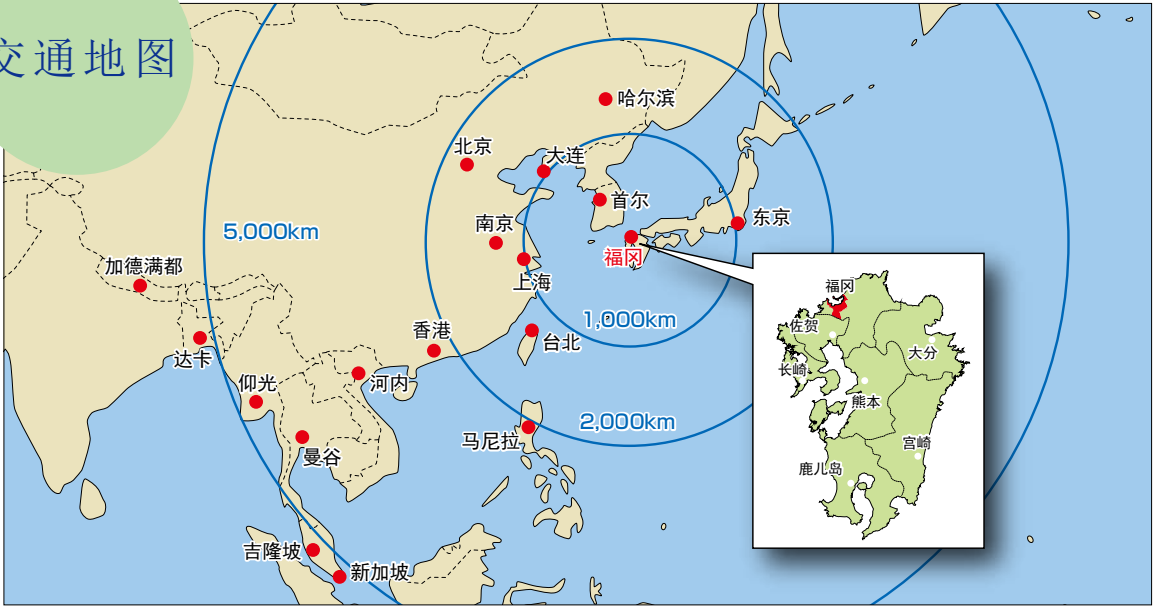 交通地图
哈尔滨
北京
大连
首尔
南京
东京
5,000km
福冈
上海
加德满都
1,000km
香港
台北
达卡
河内
仰光
2,000km
马尼拉
曼谷
吉隆坡
新加坡
福冈
佐贺
大分
长崎
熊本
宫崎
鹿儿岛